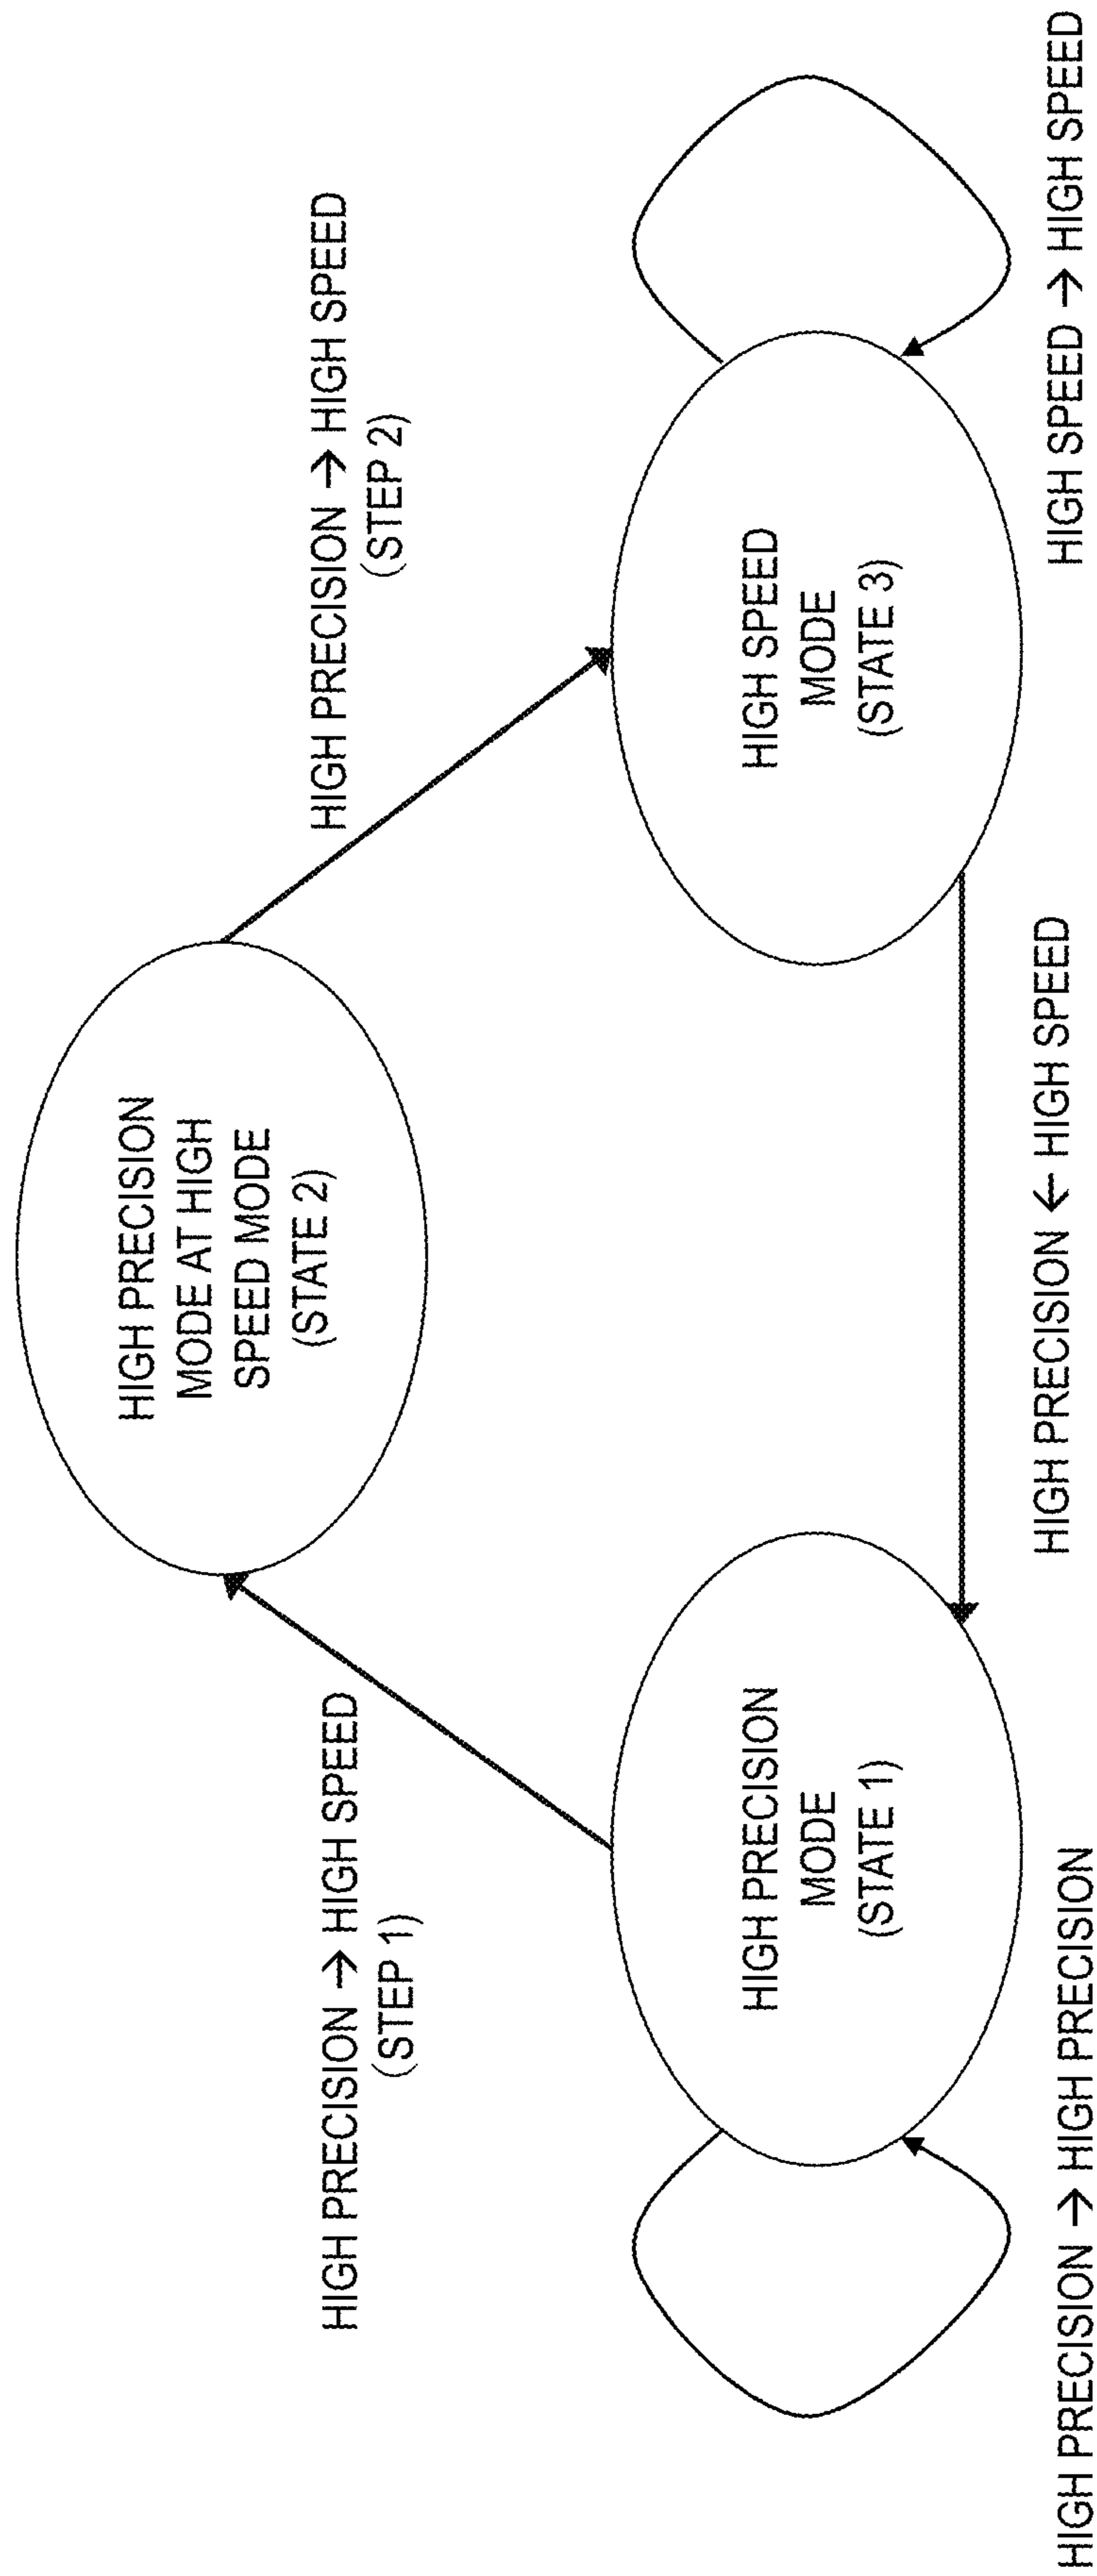 HIGH PRECISION
MODE AT HIGH
SPEED MODE
(STATE 2)
HIGH PRECISION → HIGH SPEED
(STEP 1)
HIGH PRECISION → HIGH SPEED
(STEP 2)
HIGH PRECISION
MODE
(STATE 1)
HIGH SPEED
MODE
(STATE 3)
HIGH PRECISION → HIGH PRECISION
HIGH PRECISION ← HIGH SPEED
HIGH SPEED → HIGH SPEED